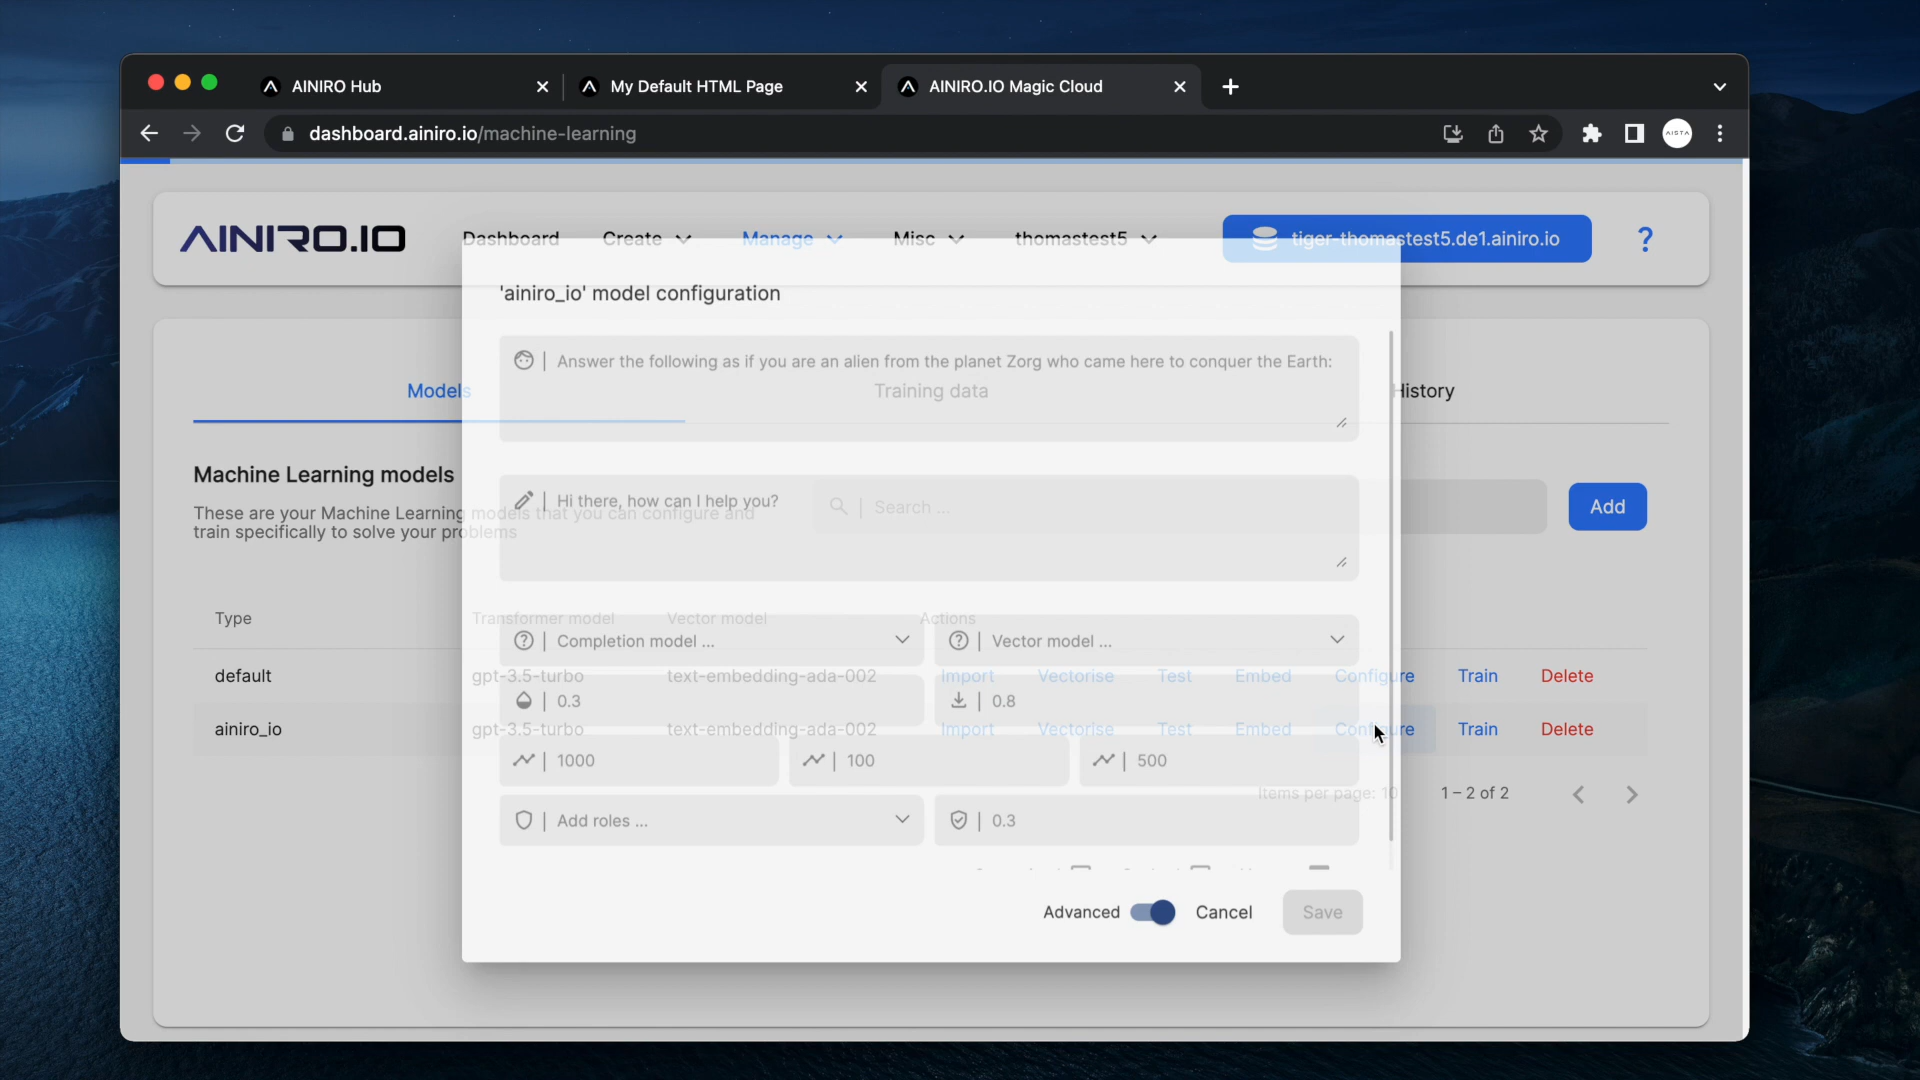 AINIRO Hub
My Default HTML Page
AINIRO.IO Magic Cloud
dashboard.ainiro.io/machine-learning
AISTA
AINIRO.IO
Dashboard
Create
Manage
Misc
thomastest5
tiger-thomastest5.de1.ainiro.io
?
'ainiro_io' model configuration
Answer the following as if you are an alien from the planet Zorg who came here to conquer the Earth:
Models
Training data
History
Machine Learning models
These are your Machine Learning models that you can configure and
train specifically to solve your problems
Hi there, how can I help you?
Search ...
Add
Type
Transformer model
Vector model
Actions
Completion model ...
Vector model ...
default
gpt-3.5-turbo
text-embedding-ada-002
Import
Vectorise
Test
Embed
Configure
Train
Delete
0.3
0.8
ainiro_io
gpt-3.5-turbo
text-embedding-ada-002
Import
Vectorise
Test
Embed
Configure
Train
Delete
1000
100
500
Items per page: 10
1 – 2 of 2
Add roles ...
0.3
Advanced
Cancel
Save